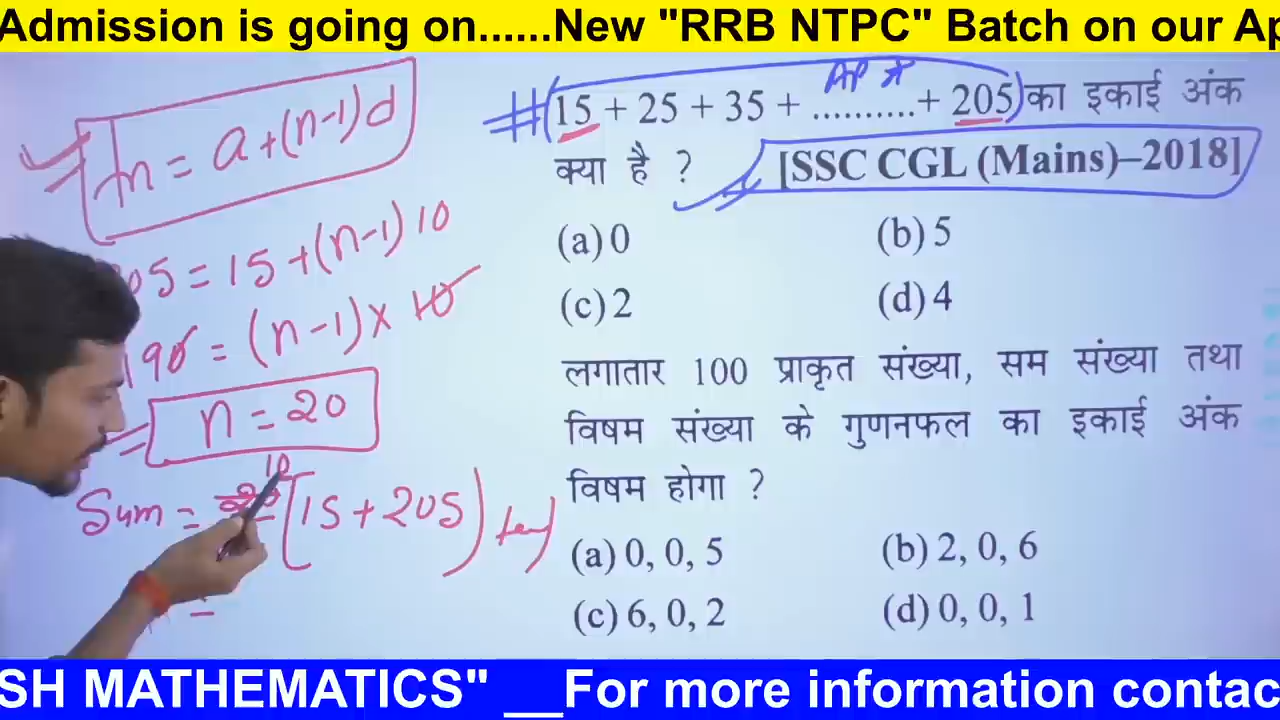 Admission is going on......New "RRB NTPC" Batch on our Ap
Tn = a+(n-1)d
05 = 15 +(n-1) 10
190 = (n-1) × 10
n = 20
10
Sum = 20 [15 + 205)
=
AP
# (15 + 25 + 35 + ..........+ 205) का इकाई अंक
क्या है ? [SSC CGL (Mains)–2018]
(a) 0 (b) 5
(c) 2 (d) 4
लगातार 100 प्राकृत संख्या, सम संख्या तथा
विषम संख्या के गुणनफल का इकाई अंक
विषम होगा ?
(a) 0, 0, 5 (b) 2, 0, 6
(c) 6, 0, 2 (d) 0, 0, 1
SH MATHEMATICS" __For more information contac